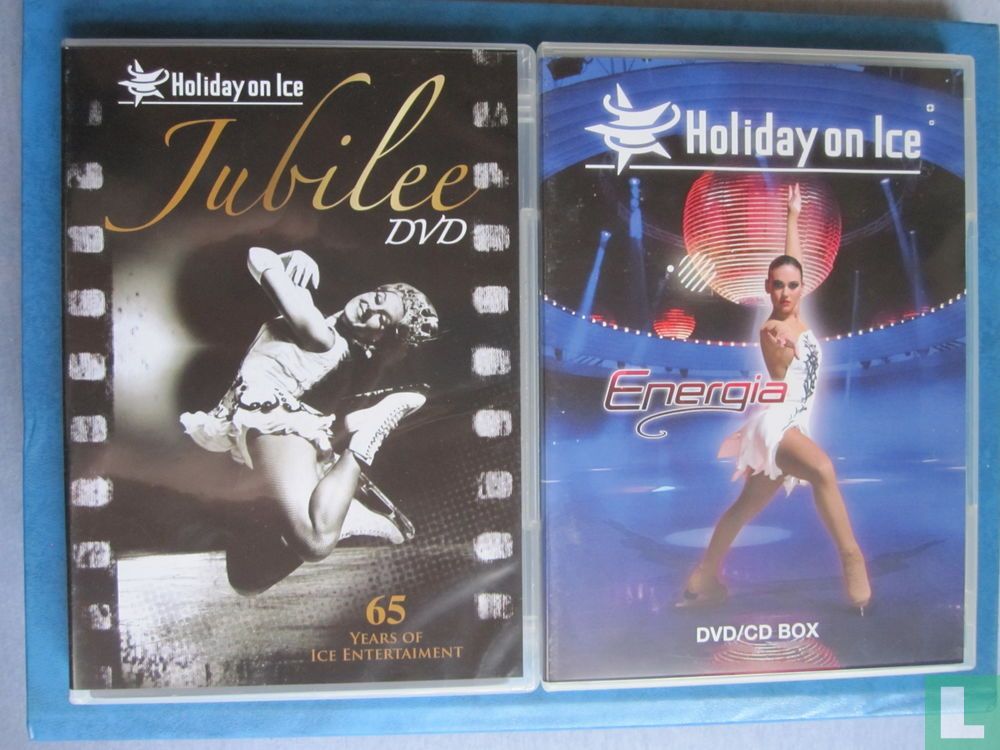 Holiday on Ice
Jubilee
DVD
65
YEARS OF
ICE ENTERTAIMENT
Holiday on Ice
Energia
DVD/CD BOX
L